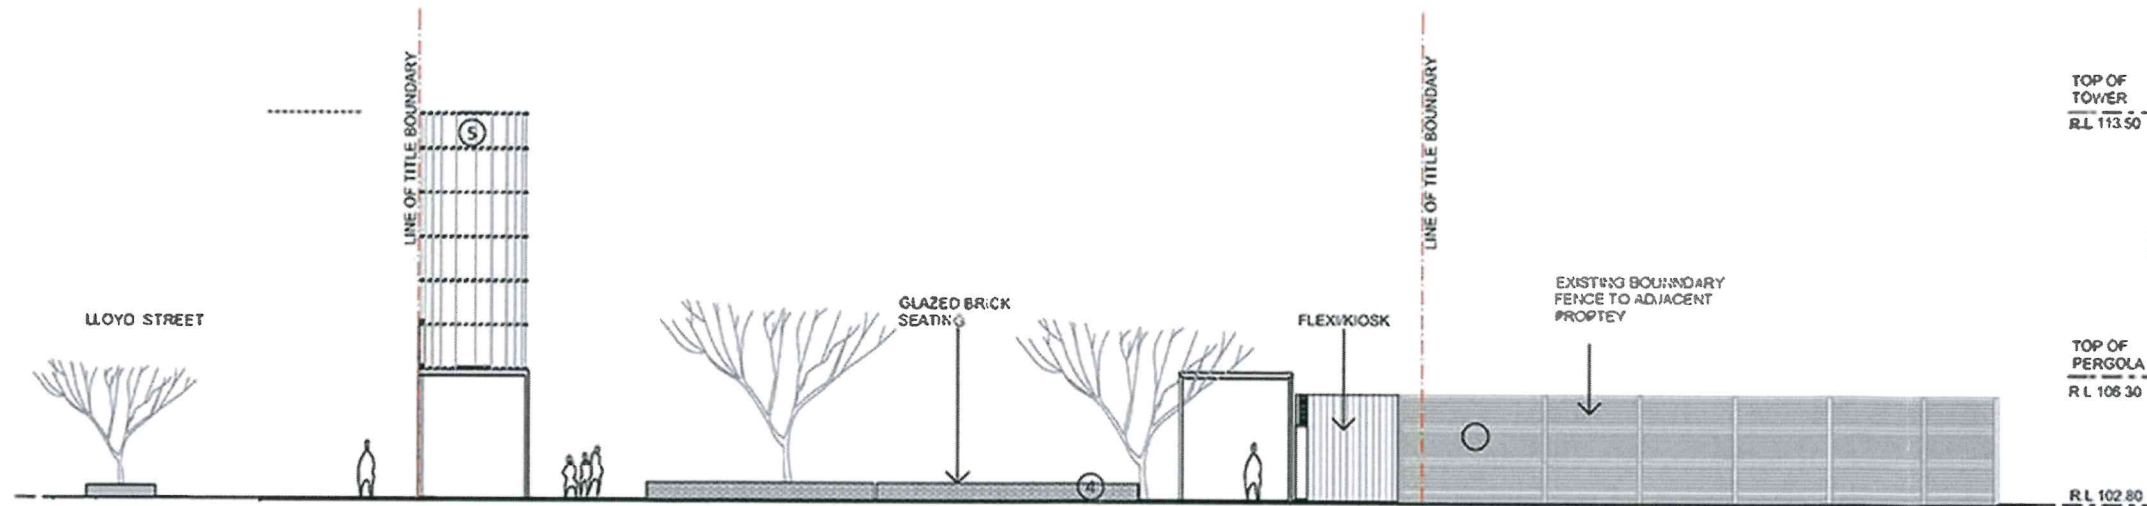 LINE OF TITLE BOUNDARY
LINE OF TITLE BOUNDARY
TOP OF
TOWER
R.L 113.50
5
LLOYD STREET
GLAZED BRICK
SEATING
FLEXI/KIOSK
EXISTING BOUNNDARY
FENCE TO ADJACENT
PROPTEY
TOP OF
PERGOLA
R L 106 30
4
R L 102.80